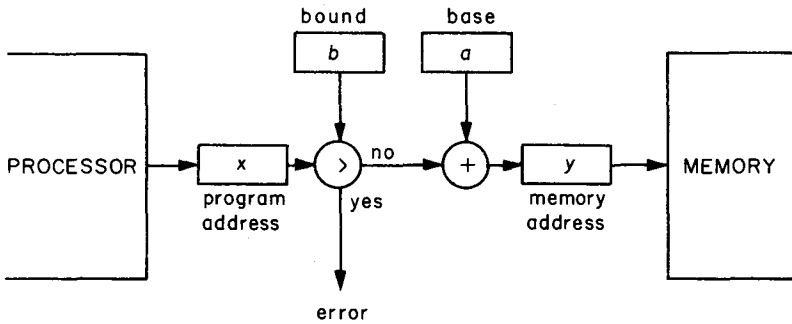 bound
base
b
a
PROCESSOR
x
>
no
+
y
MEMORY
program
address
yes
memory
address
error